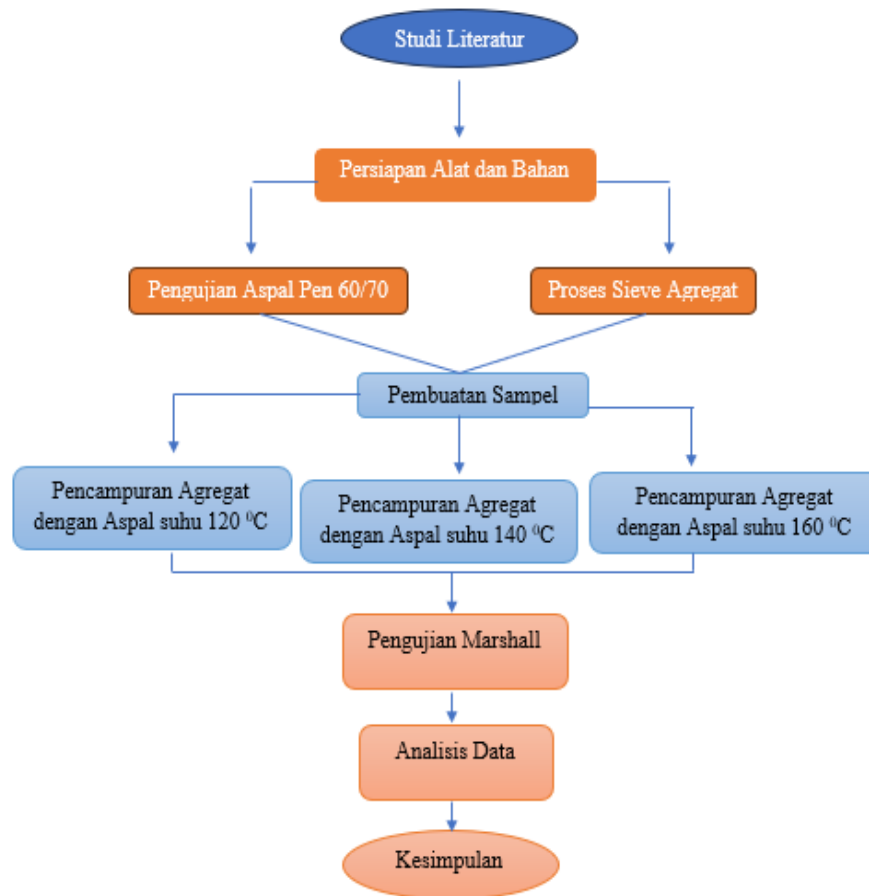 Studi Literatur
Persiapan Alat dan Bahan
Pengujian Aspal Pen 60/70
Proses Sieve Agregat
Pembuatan Sampel
Pencampuran Agregat
dengan Aspal suhu 120 ⁰C
Pencampuran Agregat
dengan Aspal suhu 140 ⁰C
Pencampuran Agregat
dengan Aspal suhu 160 ⁰C
Pengujian Marshall
Analisis Data
Kesimpulan